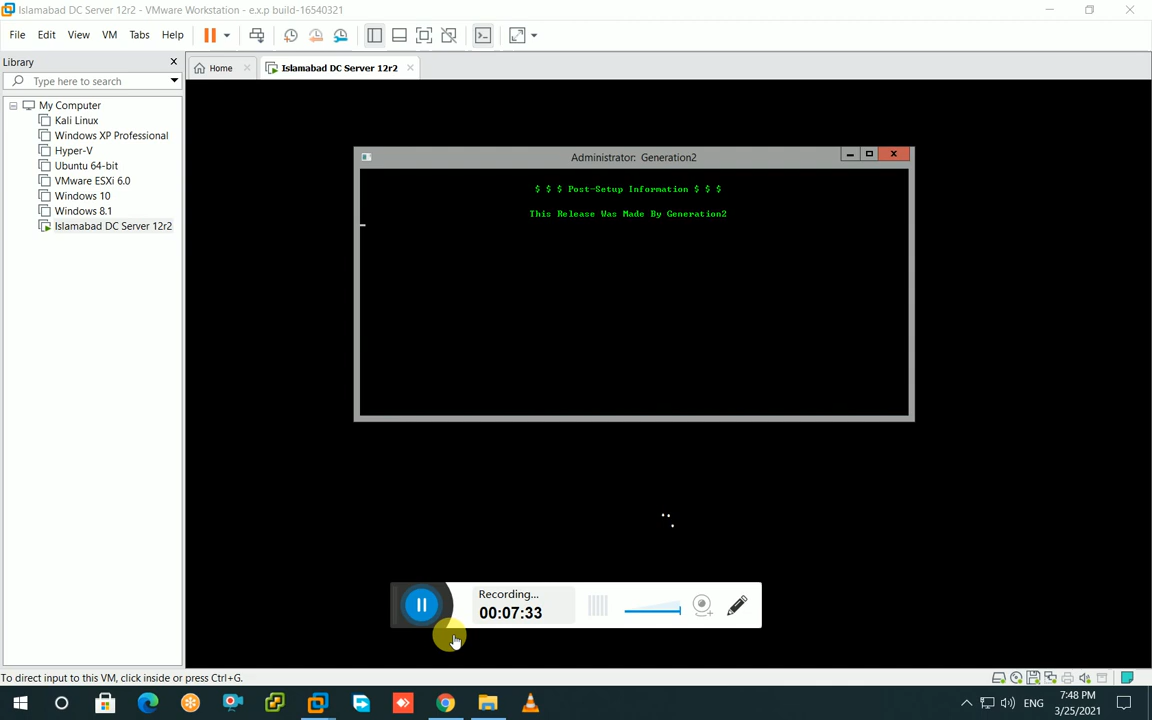 Islamabad DC Server 12r2 - VMware Workstation - e.x.p build-16540321
File Edit View VM Tabs Help
Library
Type here to search
My Computer
Kali Linux
Windows XP Professional
Hyper-V
Ubuntu 64-bit
VMware ESXi 6.0
Windows 10
Windows 8.1
Islamabad DC Server 12r2
Home
Islamabad DC Server 12r2
Administrator: Generation2
$ $ $ Post-Setup Information $ $ $
This Release Was Made By Generation2
Recording...
00:07:33
To direct input to this VM, click inside or press Ctrl+G.
ENG
7:48 PM
3/25/2021